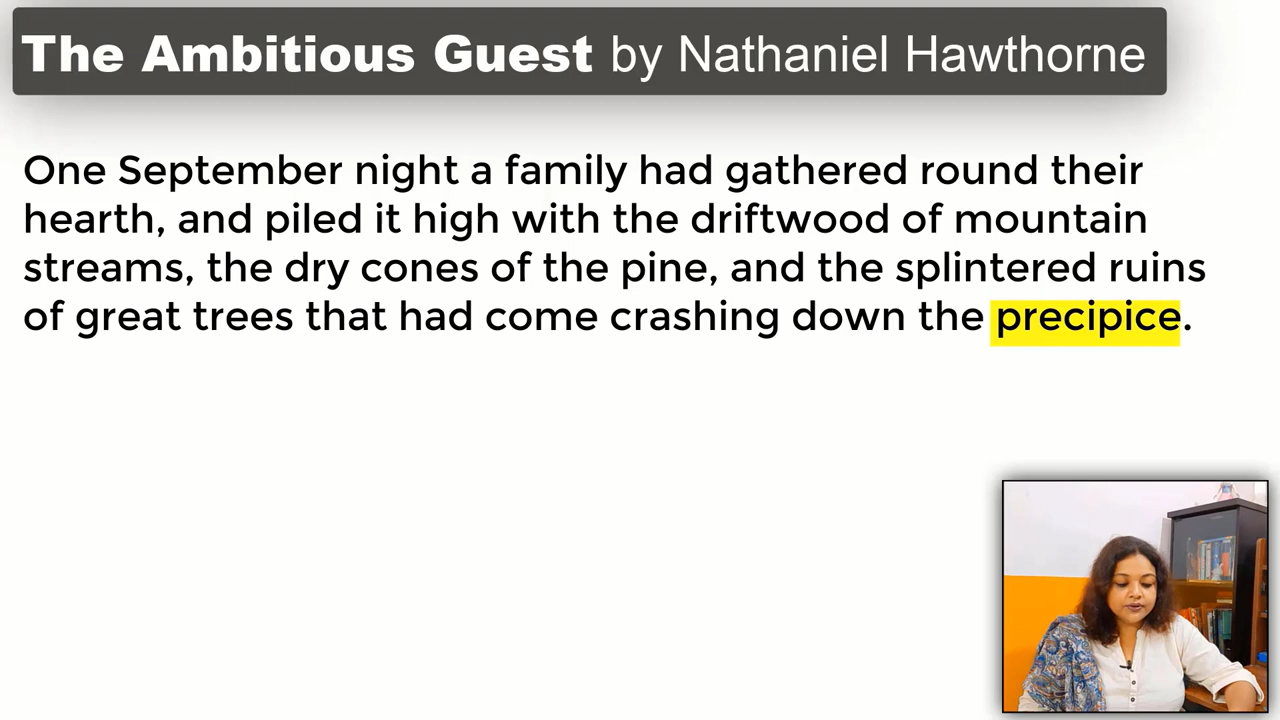 The Ambitious Guest by Nathaniel Hawthorne
One September night a family had gathered round their
hearth, and piled it high with the driftwood of mountain
streams, the dry cones of the pine, and the splintered ruins
of great trees that had come crashing down the precipice.